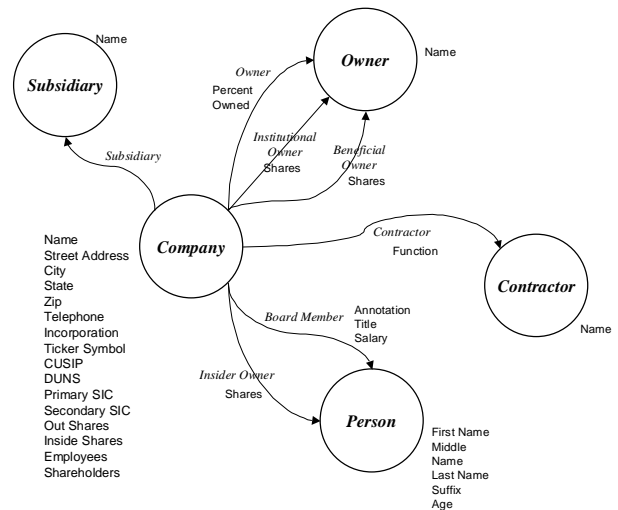 Name
Subsidiary
Subsidiary
Owner
Name
Owner
Percent
Owned
Institutional
Owner
Shares
Beneficial
Owner
Shares
Company
Name
Street Address
City
State
Zip
Telephone
Incorporation
Ticker Symbol
CUSIP
DUNS
Primary SIC
Secondary SIC
Out Shares
Inside Shares
Employees
Shareholders
Contractor
Function
Contractor
Name
Board Member
Annotation
Title
Salary
Insider Owner
Shares
Person
First Name
Middle
Name
Last Name
Suffix
Age